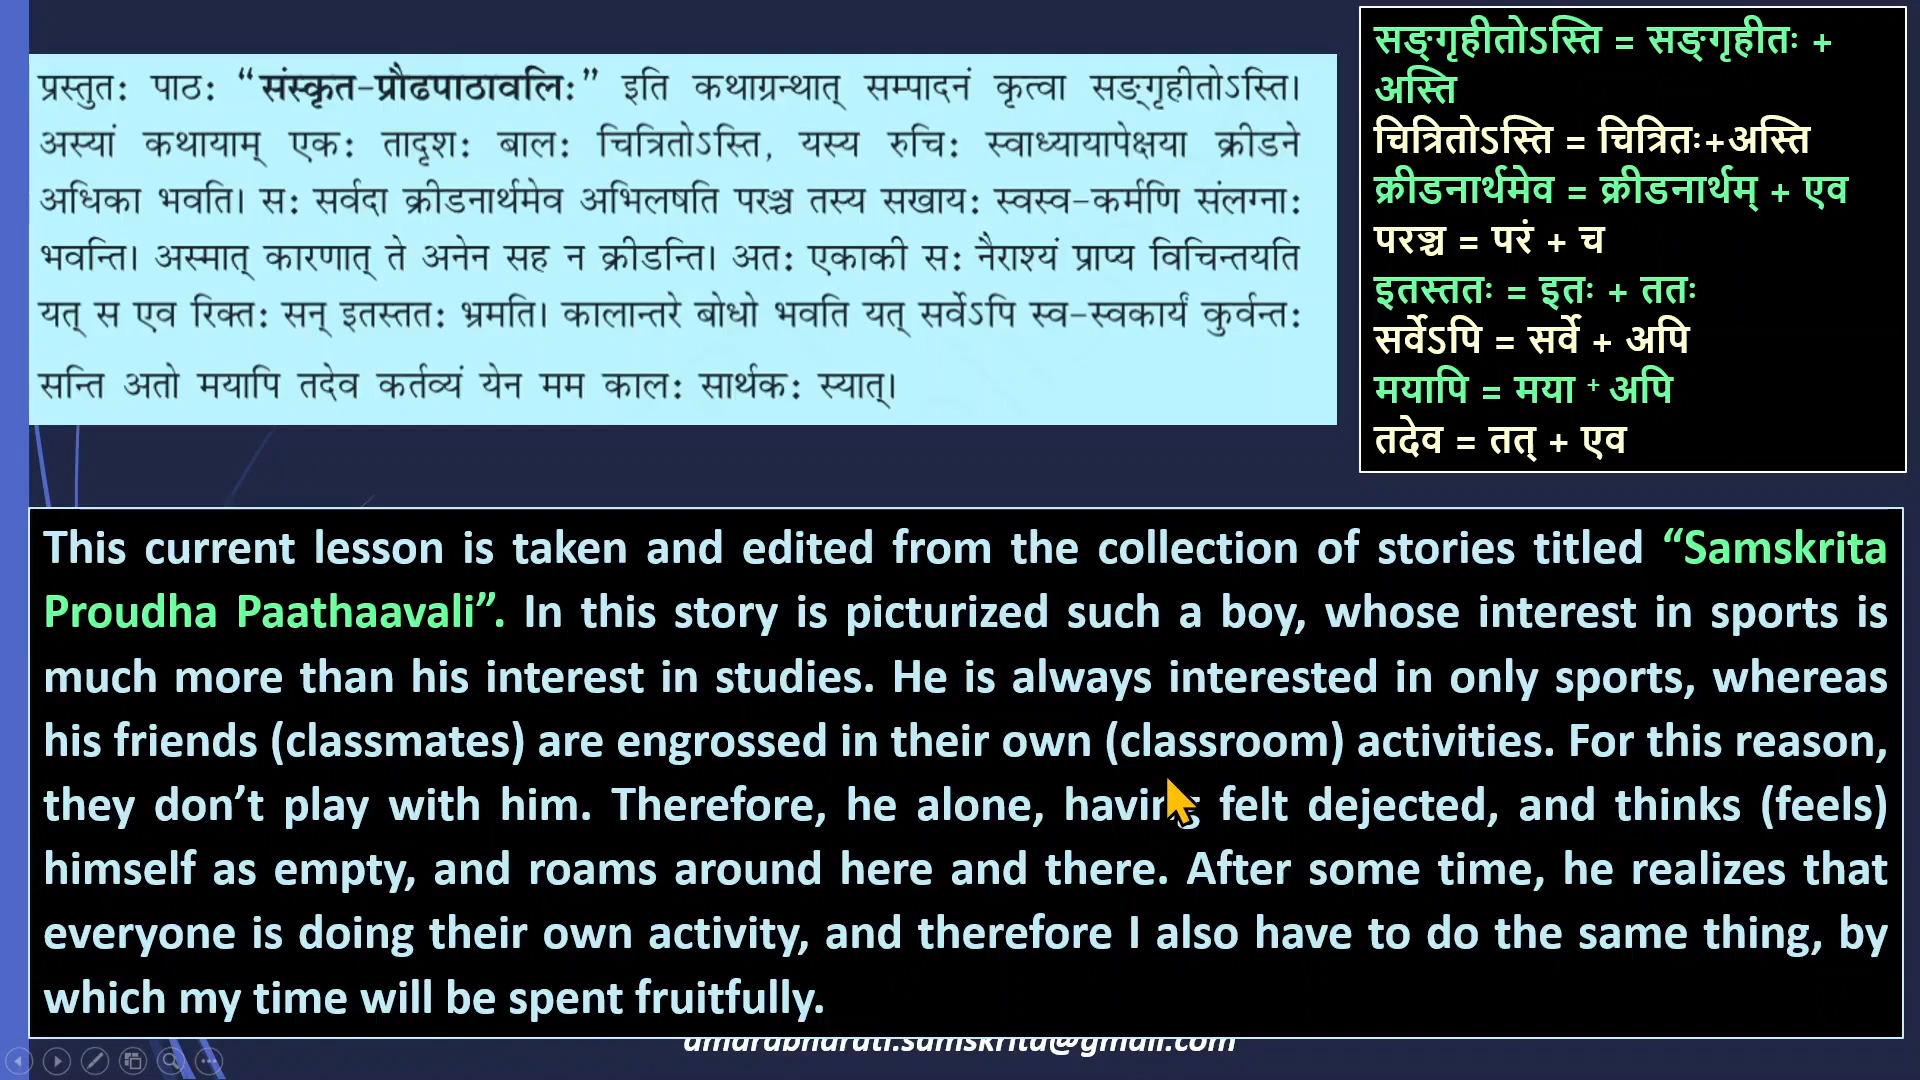 प्रस्तुतः पाठः “संस्कृत-प्रौढपाठावलिः” इति कथाग्रन्थात् सम्पादनं कृत्वा सङ्गृहीतोऽस्ति।
अस्यां कथायाम् एकः तादृशः बालः चित्रितोऽस्ति, यस्य रुचिः स्वाध्यायापेक्षया क्रीडने
अधिका भवति। सः सर्वदा क्रीडनार्थमेव अभिलषति परञ्च तस्य सखायः स्वस्व-कर्मणि संलग्नाः
भवन्ति। अस्मात् कारणात् ते अनेन सह न क्रीडन्ति। अतः एकाकी सः नैराश्यं प्राप्य विचिन्तयति
यत् स एव रिक्तः सन् इतस्ततः भ्रमति। कालान्तरे बोधो भवति यत् सर्वेऽपि स्व-स्वकार्यं कुर्वन्तः
सन्ति अतो मयापि तदेव कर्तव्यं येन मम कालः सार्थकः स्यात्।
सङ्गृहीतोऽस्ति = सङ्गृहीतः +
अस्ति
चित्रितोऽस्ति = चित्रितः+अस्ति
क्रीडनार्थमेव = क्रीडनार्थम् + एव
परञ्च = परं + च
इतस्ततः = इतः + ततः
सर्वेऽपि = सर्वे + अपि
मयापि = मया + अपि
तदेव = तत् + एव
This current lesson is taken and edited from the collection of stories titled “Samskrita
Proudha Paathaavali”. In this story is picturized such a boy, whose interest in sports is
much more than his interest in studies. He is always interested in only sports, whereas
his friends (classmates) are engrossed in their own (classroom) activities. For this reason,
they don’t play with him. Therefore, he alone, having felt dejected, and thinks (feels)
himself as empty, and roams around here and there. After some time, he realizes that
everyone is doing their own activity, and therefore I also have to do the same thing, by
which my time will be spent fruitfully.
amarabharati.samskrita@gmail.com